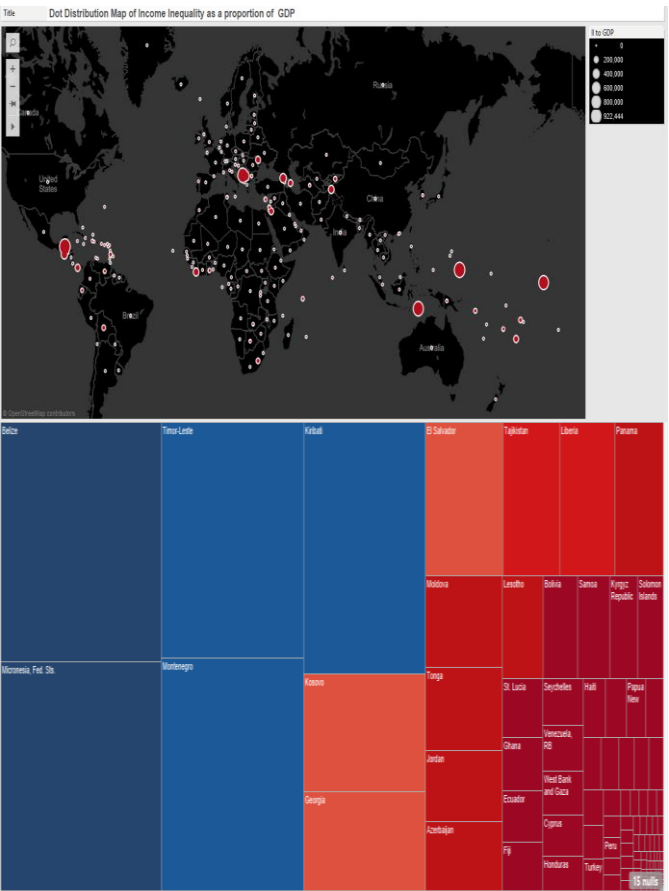 Title
Dot Distribution Map of Income Inequality as a proportion of GDP
II to GDP
0
200,000
400,000
600,000
800,000
922,444
Canada
Russia
United
States
China
India
Brazil
Australia
© OpenStreetMap contributors
Belize
Timor-Leste
Kiribati
El Salvador
Tajikistan
Liberia
Panama
Moldova
Lesotho
Bolivia
Samoa
Kyrgyz
Republic
Solomon
Islands
Micronesia, Fed. Sts.
Montenegro
Kosovo
Tonga
St. Lucia
Seychelles
Haiti
Papua
New
Ghana
Venezuela,
RB
Jordan
West Bank
and Gaza
Georgia
Ecuador
Azerbaijan
Cyprus
Fiji
Peru
Honduras
Turkey
15 nulls